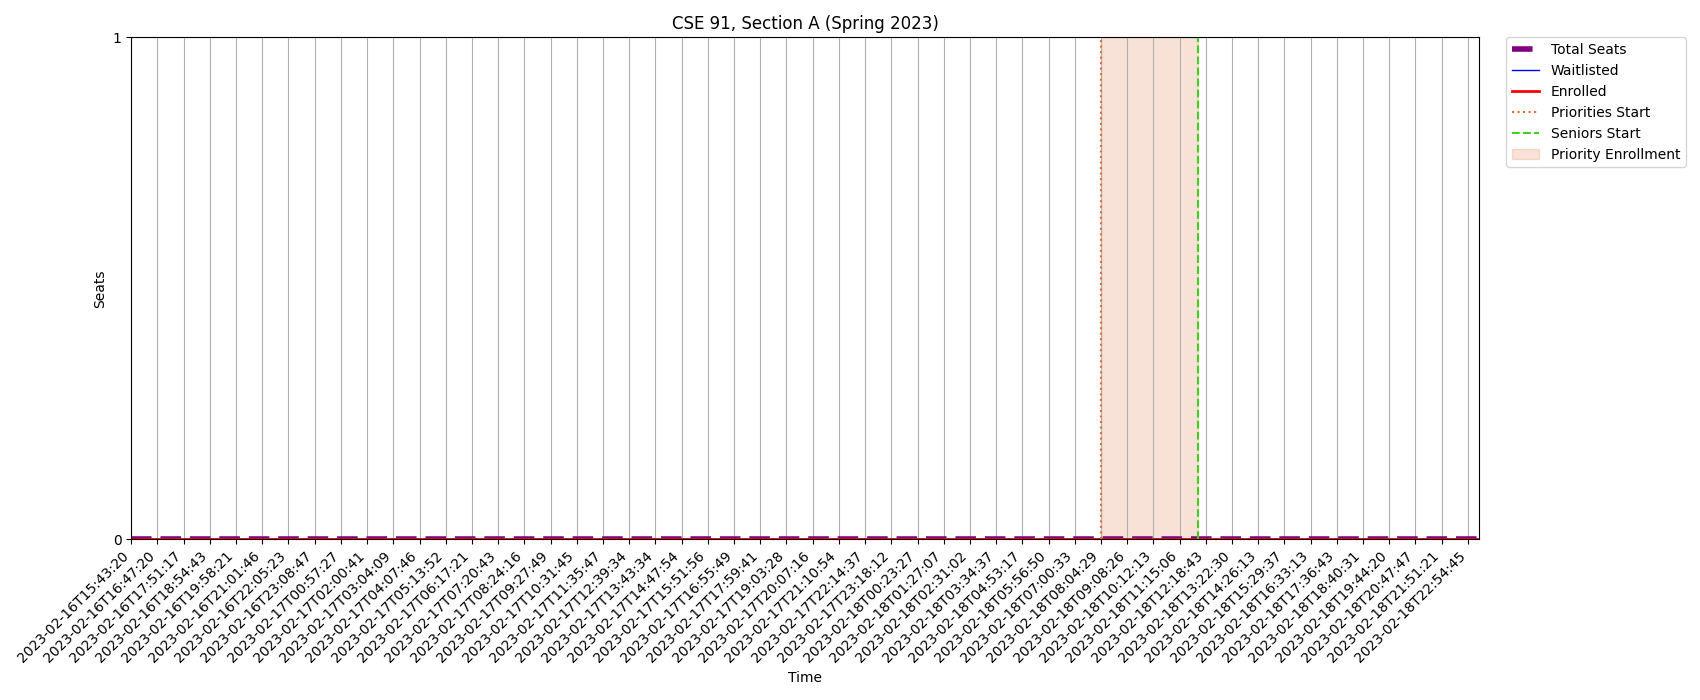 CSE 91, Section A (Spring 2023)
1
0
Seats
2023-02-16T15:43:20
2023-02-16T16:47:20
2023-02-16T17:51:17
2023-02-16T18:54:43
2023-02-16T19:58:21
2023-02-16T21:01:46
2023-02-16T22:05:23
2023-02-16T23:08:47
2023-02-17T00:57:27
2023-02-17T02:00:41
2023-02-17T03:04:09
2023-02-17T04:07:46
2023-02-17T05:13:52
2023-02-17T06:17:21
2023-02-17T07:20:43
2023-02-17T08:24:16
2023-02-17T09:27:49
2023-02-17T10:31:45
2023-02-17T11:35:47
2023-02-17T12:39:34
2023-02-17T13:43:34
2023-02-17T14:47:54
2023-02-17T15:51:56
2023-02-17T16:55:49
2023-02-17T17:59:41
2023-02-17T19:03:28
2023-02-17T20:07:16
2023-02-17T21:10:54
2023-02-17T22:14:37
2023-02-17T23:18:12
2023-02-18T00:23:27
2023-02-18T01:27:07
2023-02-18T02:31:02
2023-02-18T03:34:37
2023-02-18T04:53:17
2023-02-18T05:56:50
2023-02-18T07:00:33
2023-02-18T08:04:29
2023-02-18T09:08:26
2023-02-18T10:12:13
2023-02-18T11:15:06
2023-02-18T12:18:43
2023-02-18T13:22:30
2023-02-18T14:26:13
2023-02-18T15:29:37
2023-02-18T16:33:13
2023-02-18T17:36:43
2023-02-18T18:40:31
2023-02-18T19:44:20
2023-02-18T20:47:47
2023-02-18T21:51:21
2023-02-18T22:54:45
Time
Total Seats
Waitlisted
Enrolled
Priorities Start
Seniors Start
Priority Enrollment